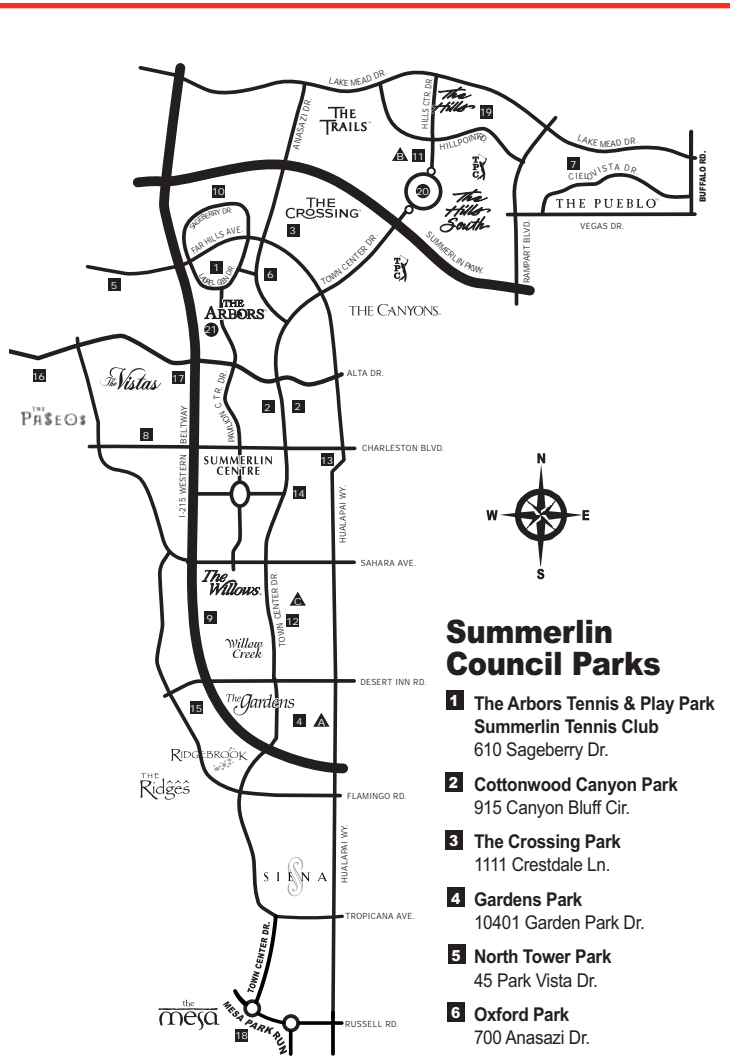 LAKE MEAD DR.
HILLS CTR. DR.
The
Hills
19
THE
TRAILS
ANASAZI DR.
B
11
HILLPOINT RD.
TPC
LAKE MEAD DR.
BUFFALO RD.
7
CIELO VISTA DR.
THE PUEBLO
VEGAS DR.
20
10
SAGEBERRY DR.
THE
CROSSING
The
Hills
South
FAR HILLS AVE.
3
TOWN CENTER DR.
SUMMERLIN PKWY.
RAMPART BLVD.
TPC
1
6
5
THE
ARBORS
21
THE CANYONS
16
The Vistas
17
ALTA DR.
THE
PASEOS
PAVILION CTR. DR.
2
2
8
I-215 WESTERN BELTWAY
CHARLESTON BLVD.
SUMMERLIN
CENTRE
13
14
HUALAPAI WY.
N
W
E
S
SAHARA AVE.
The
Willows
TOWN CENTER DR.
C
9
12
Willow
Creek
DESERT INN RD.
15
The Gardens
4
A
RIDGEBROOK
THE
Ridges
FLAMINGO RD.
SIENA
HUALAPAI WY.
TROPICANA AVE.
TOWN CENTER DR.
the
mesa
MESA PARK RUN
18
RUSSELL RD.
Summerlin
Council Parks
1 The Arbors Tennis & Play Park
Summerlin Tennis Club
610 Sageberry Dr.
2 Cottonwood Canyon Park
915 Canyon Bluff Cir.
3 The Crossing Park
1111 Crestdale Ln.
4 Gardens Park
10401 Garden Park Dr.
5 North Tower Park
45 Park Vista Dr.
6 Oxford Park
700 Anasazi Dr.